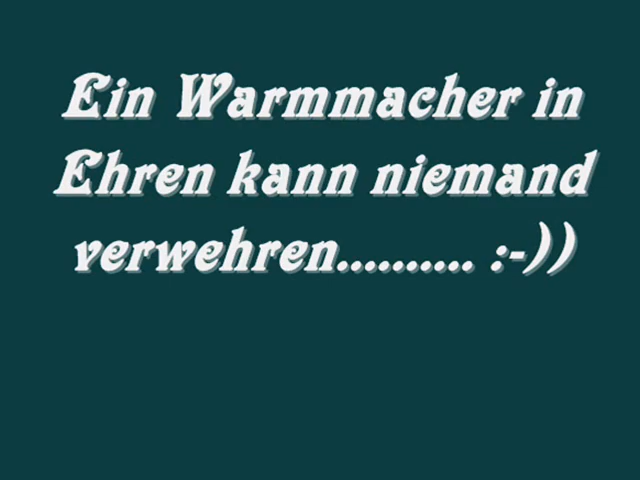 Ein Warmmacher in
Ehren kann niemand
verwehren.......... :-))